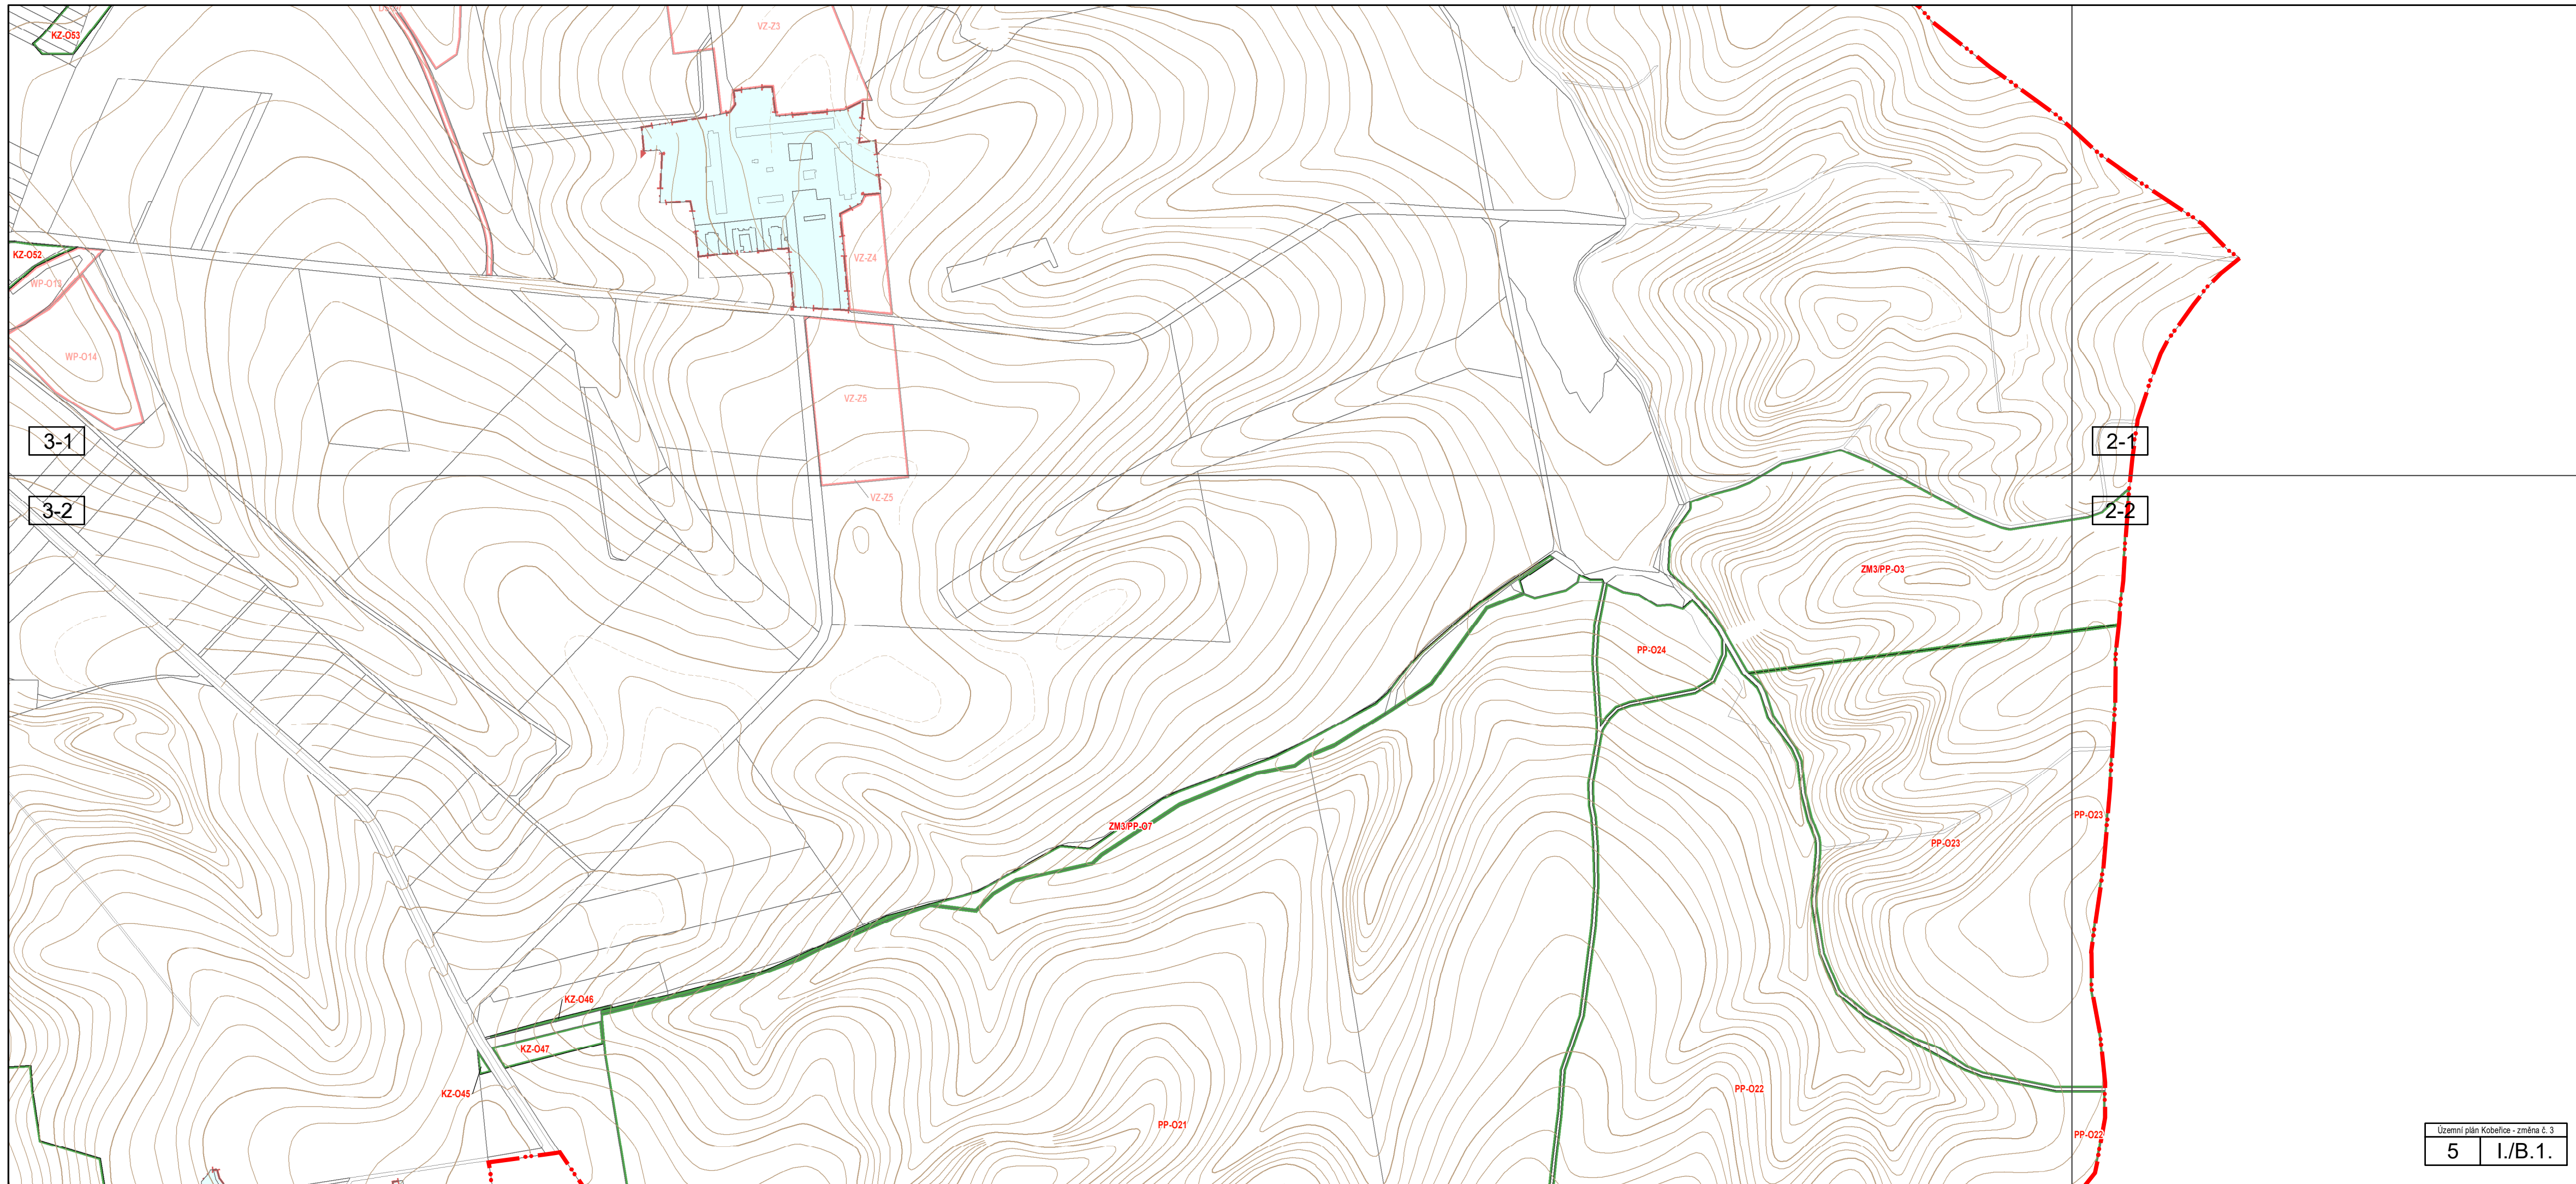 KZ-O53
VZ-Z3
KZ-O52
WP-O13
VZ-Z4
WP-O14
VZ-Z5
3-1
2-1
VZ-Z5
3-2
2-2
ZM3/PP-O3
PP-O24
PP-O23
ZM3/PP-O7
PP-O23
KZ-O46
KZ-O47
KZ-O45
PP-O22
PP-O21
PP-O22
Územní plán Kobeřice - změna č. 3
5 I./B.1.